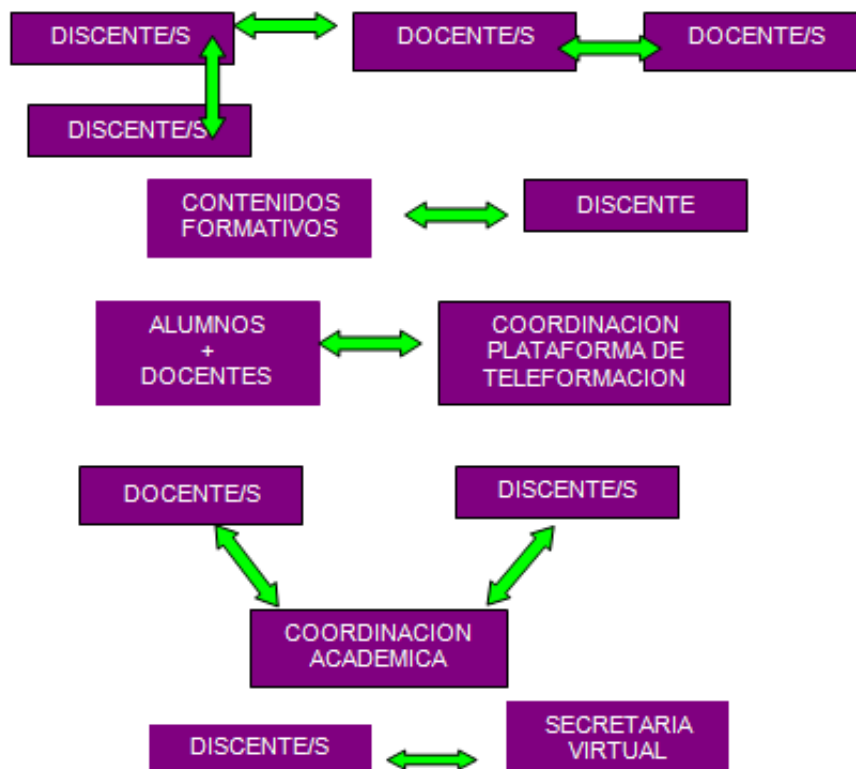 DISCENTE/S
DOCENTE/S
DOCENTE/S
DISCENTE/S
CONTENIDOS
FORMATIVOS
DISCENTE
ALUMNOS
+
DOCENTES
COORDINACION
PLATAFORMA DE
TELEFORMACION
DOCENTE/S
DISCENTE/S
COORDINACION
ACADEMICA
DISCENTE/S
SECRETARIA
VIRTUAL